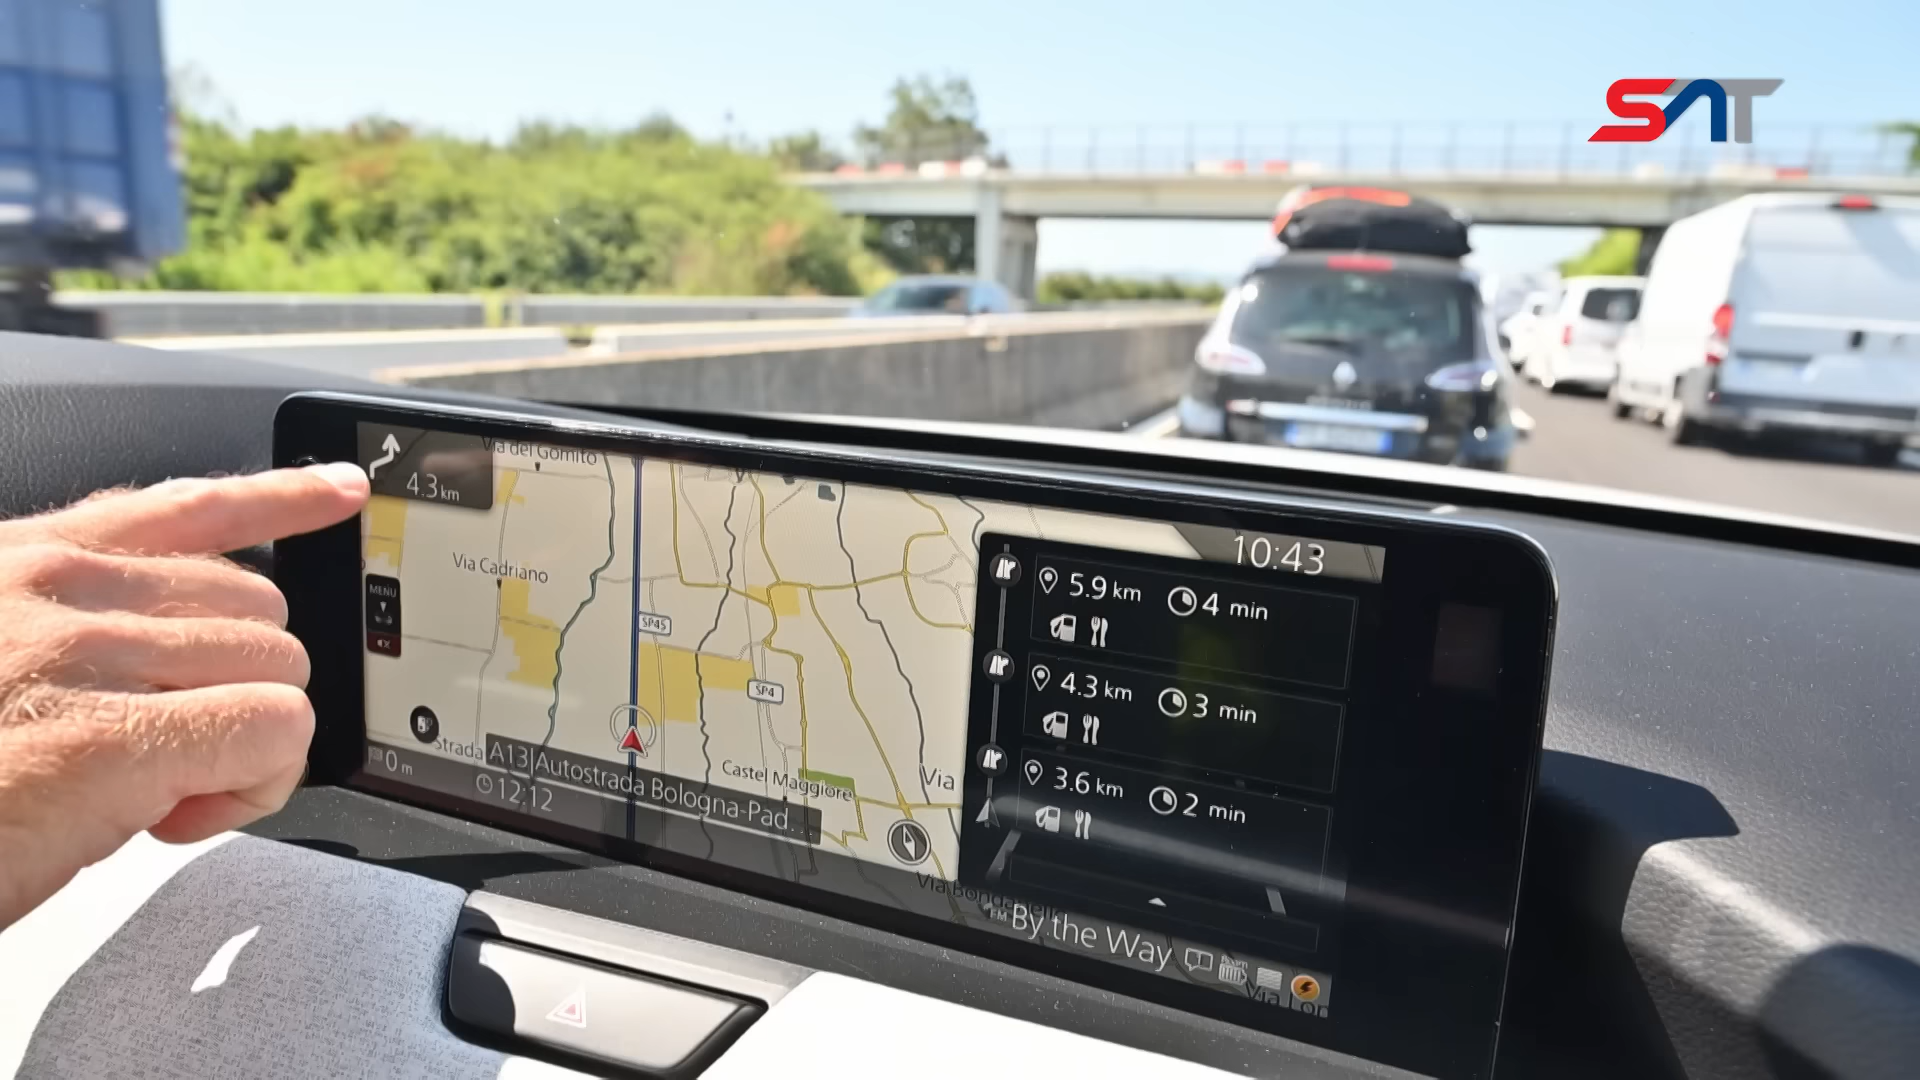 SAT
Via del Gomito
4.3 km
10:43
Via Cadriano
MENU
5.9 km 4 min
SP45
4.3 km 3 min
SP4
3.6 km 2 min
Strada
A13|Autostrada Bologna-Pad...
Castel Maggiore
Via
0 m
12:12
FM By the Way